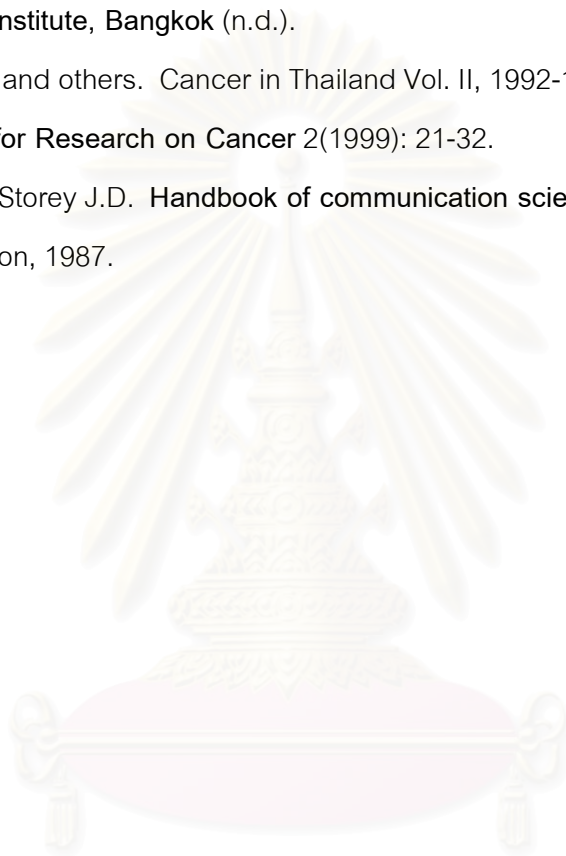 nstitute, Bangkok (n.d.).
and others. Cancer in Thailand Vol. II, 1992-1
for Research on Cancer 2(1999): 21-32.
Storey J.D. Handbook of communication scie
on, 1987.